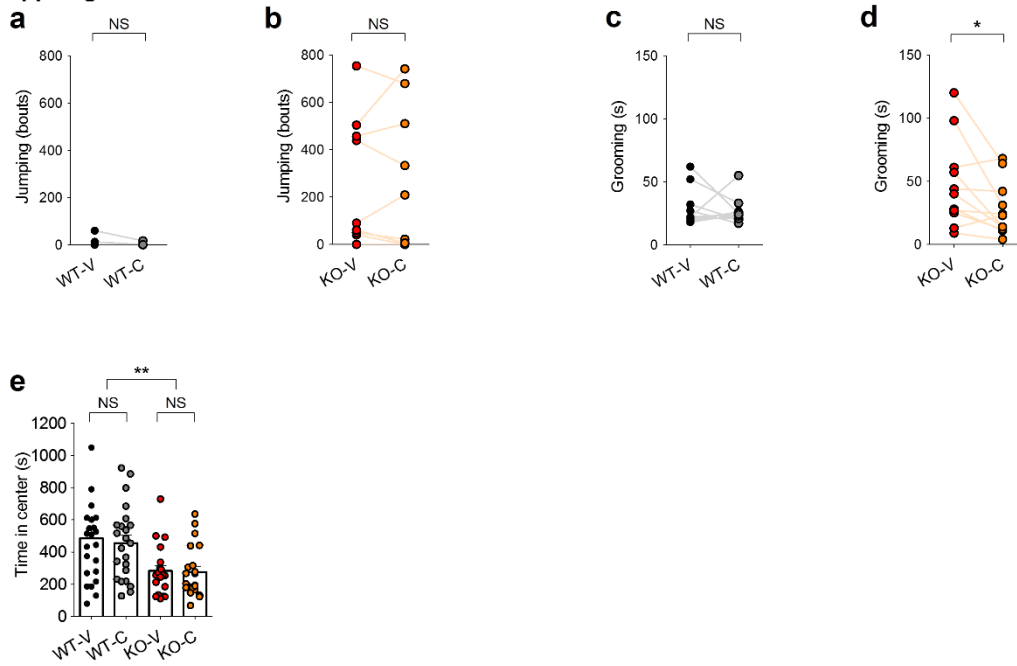 a b c d
NS NS NS *
800 800 150 150
600 600 100 100
400 400 50 50
200 200 0 0
0 0
Jumping (bouts) Jumping (bouts) Grooming (s) Grooming (s)
WT-V WT-C KO-V KO-C WT-V WT-C KO-V KO-C
e
**
NS NS
1200
1000
800
600
400
200
0
Time in center (s)
WT-V WT-C KO-V KO-C